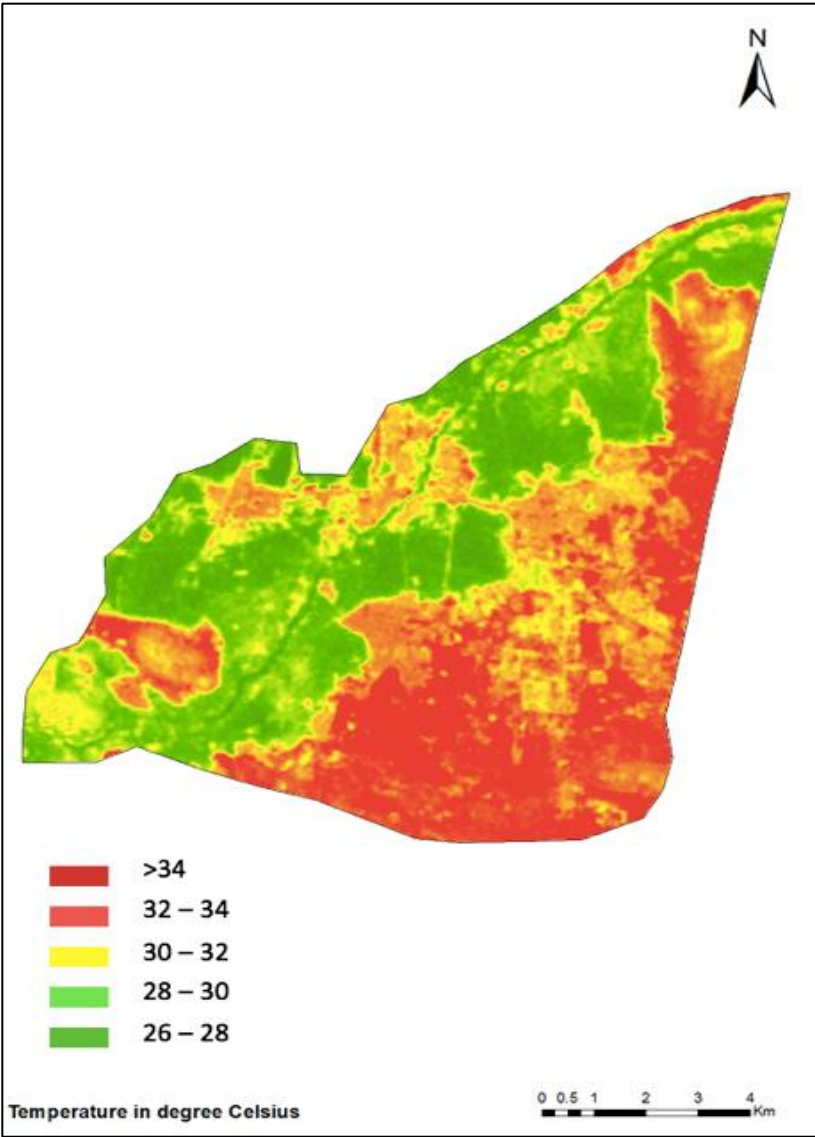 N
>34
32 – 34
30 – 32
28 – 30
26 – 28
Temperature in degree Celsius
0 0.5 1 2 3 4
Km